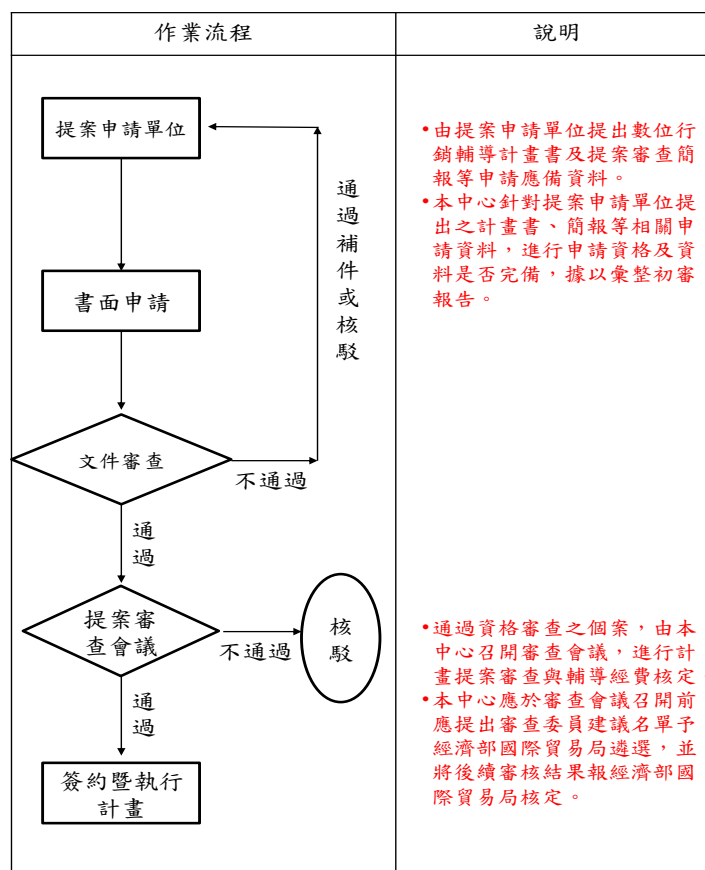 作業流程
說明
提案申請單位
通過補件或核駁
書面申請
文件審查
不通過
通過
提案審
查會議
不通過
核駁
通過
簽約暨執行
計畫
•由提案申請單位提出數位行
銷輔導計畫書及提案審查簡
報等申請應備資料。
•本中心針對提案申請單位提
出之計畫書、簡報等相關申
請資料，進行申請資格及資
料是否完備，據以彙整初審
報告。
•通過資格審查之個案，由本
中心召開審查會議，進行計
畫提案審查與輔導經費核定
•本中心應於審查會議召開前
應提出審查委員建議名單予
經濟部國際貿易局遴選，並
將後續審核結果報經濟部國
際貿易局核定。